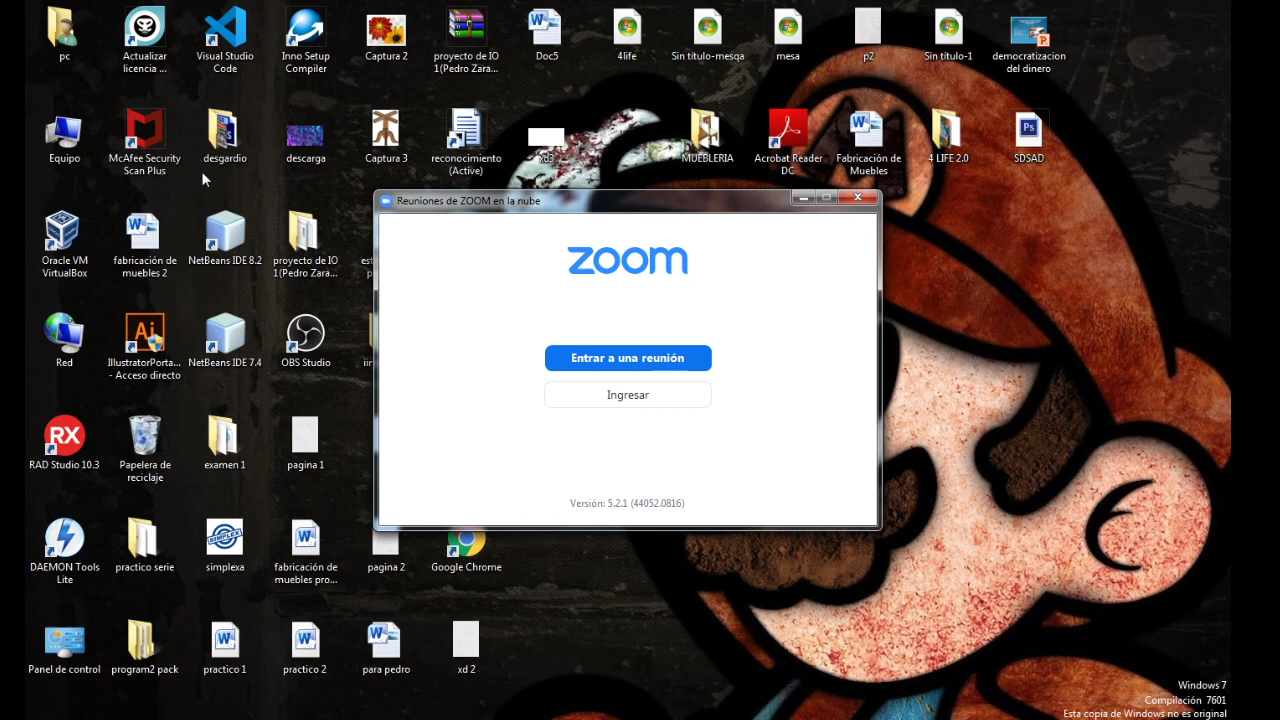 pc
Actualizar
licencia ...
Visual Studio
Code
Inno Setup
Compiler
Captura 2
proyecto de IO
1(Pedro Zara...
Doc5
4life
Sin título-mesqa
mesa
p2
Sin título-1
democratizacion
del dinero
Equipo
McAfee Security
Scan Plus
desgardio
descarga
Captura 3
reconocimiento
(Active)
xd3
MUEBLERIA
Acrobat Reader
DC
Fabricación de
Muebles
4 LIFE 2.0
SDSAD
Reuniones de ZOOM en la nube
zoom
Entrar a una reunión
Ingresar
Versión: 5.2.1 (44052.0816)
Oracle VM
VirtualBox
fabricación de
muebles 2
NetBeans IDE 8.2
proyecto de IO
1(Pedro Zara...
Red
IllustratorPorta...
- Acceso directo
NetBeans IDE 7.4
OBS Studio
RX
RAD Studio 10.3
Papelera de
reciclaje
examen 1
pagina 1
DAEMON Tools
Lite
practico serie
SIMPLEX
simplexa
fabricación de
muebles pro...
pagina 2
Google Chrome
Panel de control
program2 pack
practico 1
practico 2
para pedro
xd 2
Windows 7
Compilación 7601
Esta copia de Windows no es original